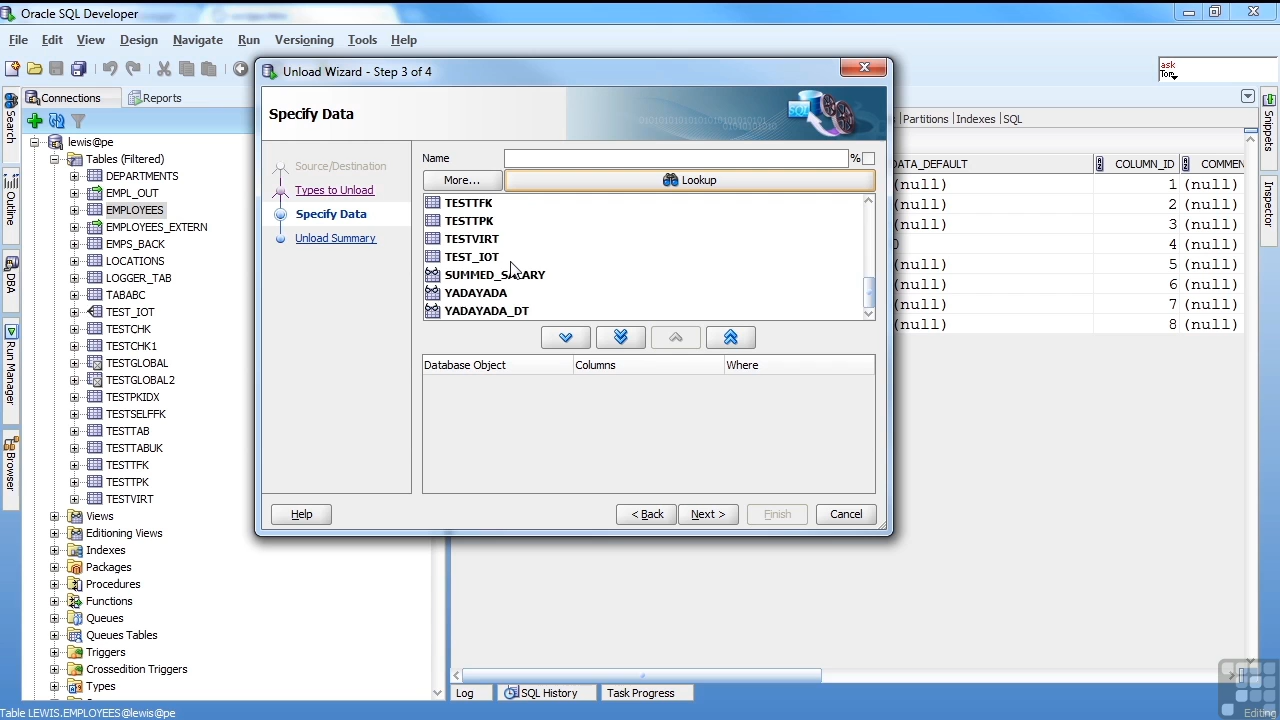 Oracle SQL Developer
File Edit View Design Navigate Run Versioning Tools Help
ask
Tom
Connections
Reports
Search
Outline
DBA
Run Manager
Browser
lewis@pe
Tables (Filtered)
DEPARTMENTS
EMPL_OUT
EMPLOYEES
EMPLOYEES_EXTERN
EMPS_BACK
LOCATIONS
LOGGER_TAB
TABABC
TEST_IOT
TESTCHK
TESTCHK1
TESTGLOBAL
TESTGLOBAL2
TESTPKIDX
TESTSELFFK
TESTTAB
TESTTABUK
TESTTFK
TESTTPK
TESTVIRT
Views
Editioning Views
Indexes
Packages
Procedures
Functions
Queues
Queues Tables
Triggers
Crossedition Triggers
Types
Unload Wizard - Step 3 of 4
Specify Data
Source/Destination
Types to Unload
Specify Data
Unload Summary
Name %
More... Lookup
TESTTFK
TESTTPK
TESTVIRT
TEST_IOT
SUMMED_SALARY
YADAYADA
YADAYADA_DT
Database Object Columns Where
Help < Back Next > Finish Cancel
Partitions Indexes SQL
DATA_DEFAULT COLUMN_ID COMMEN
(null) 1 (null)
(null) 2 (null)
(null) 3 (null)
0 4 (null)
(null) 5 (null)
(null) 6 (null)
(null) 7 (null)
(null) 8 (null)
Snippets
Inspector
Log SQL History Task Progress
Table LEWIS.EMPLOYEES@lewis@pe
Editing